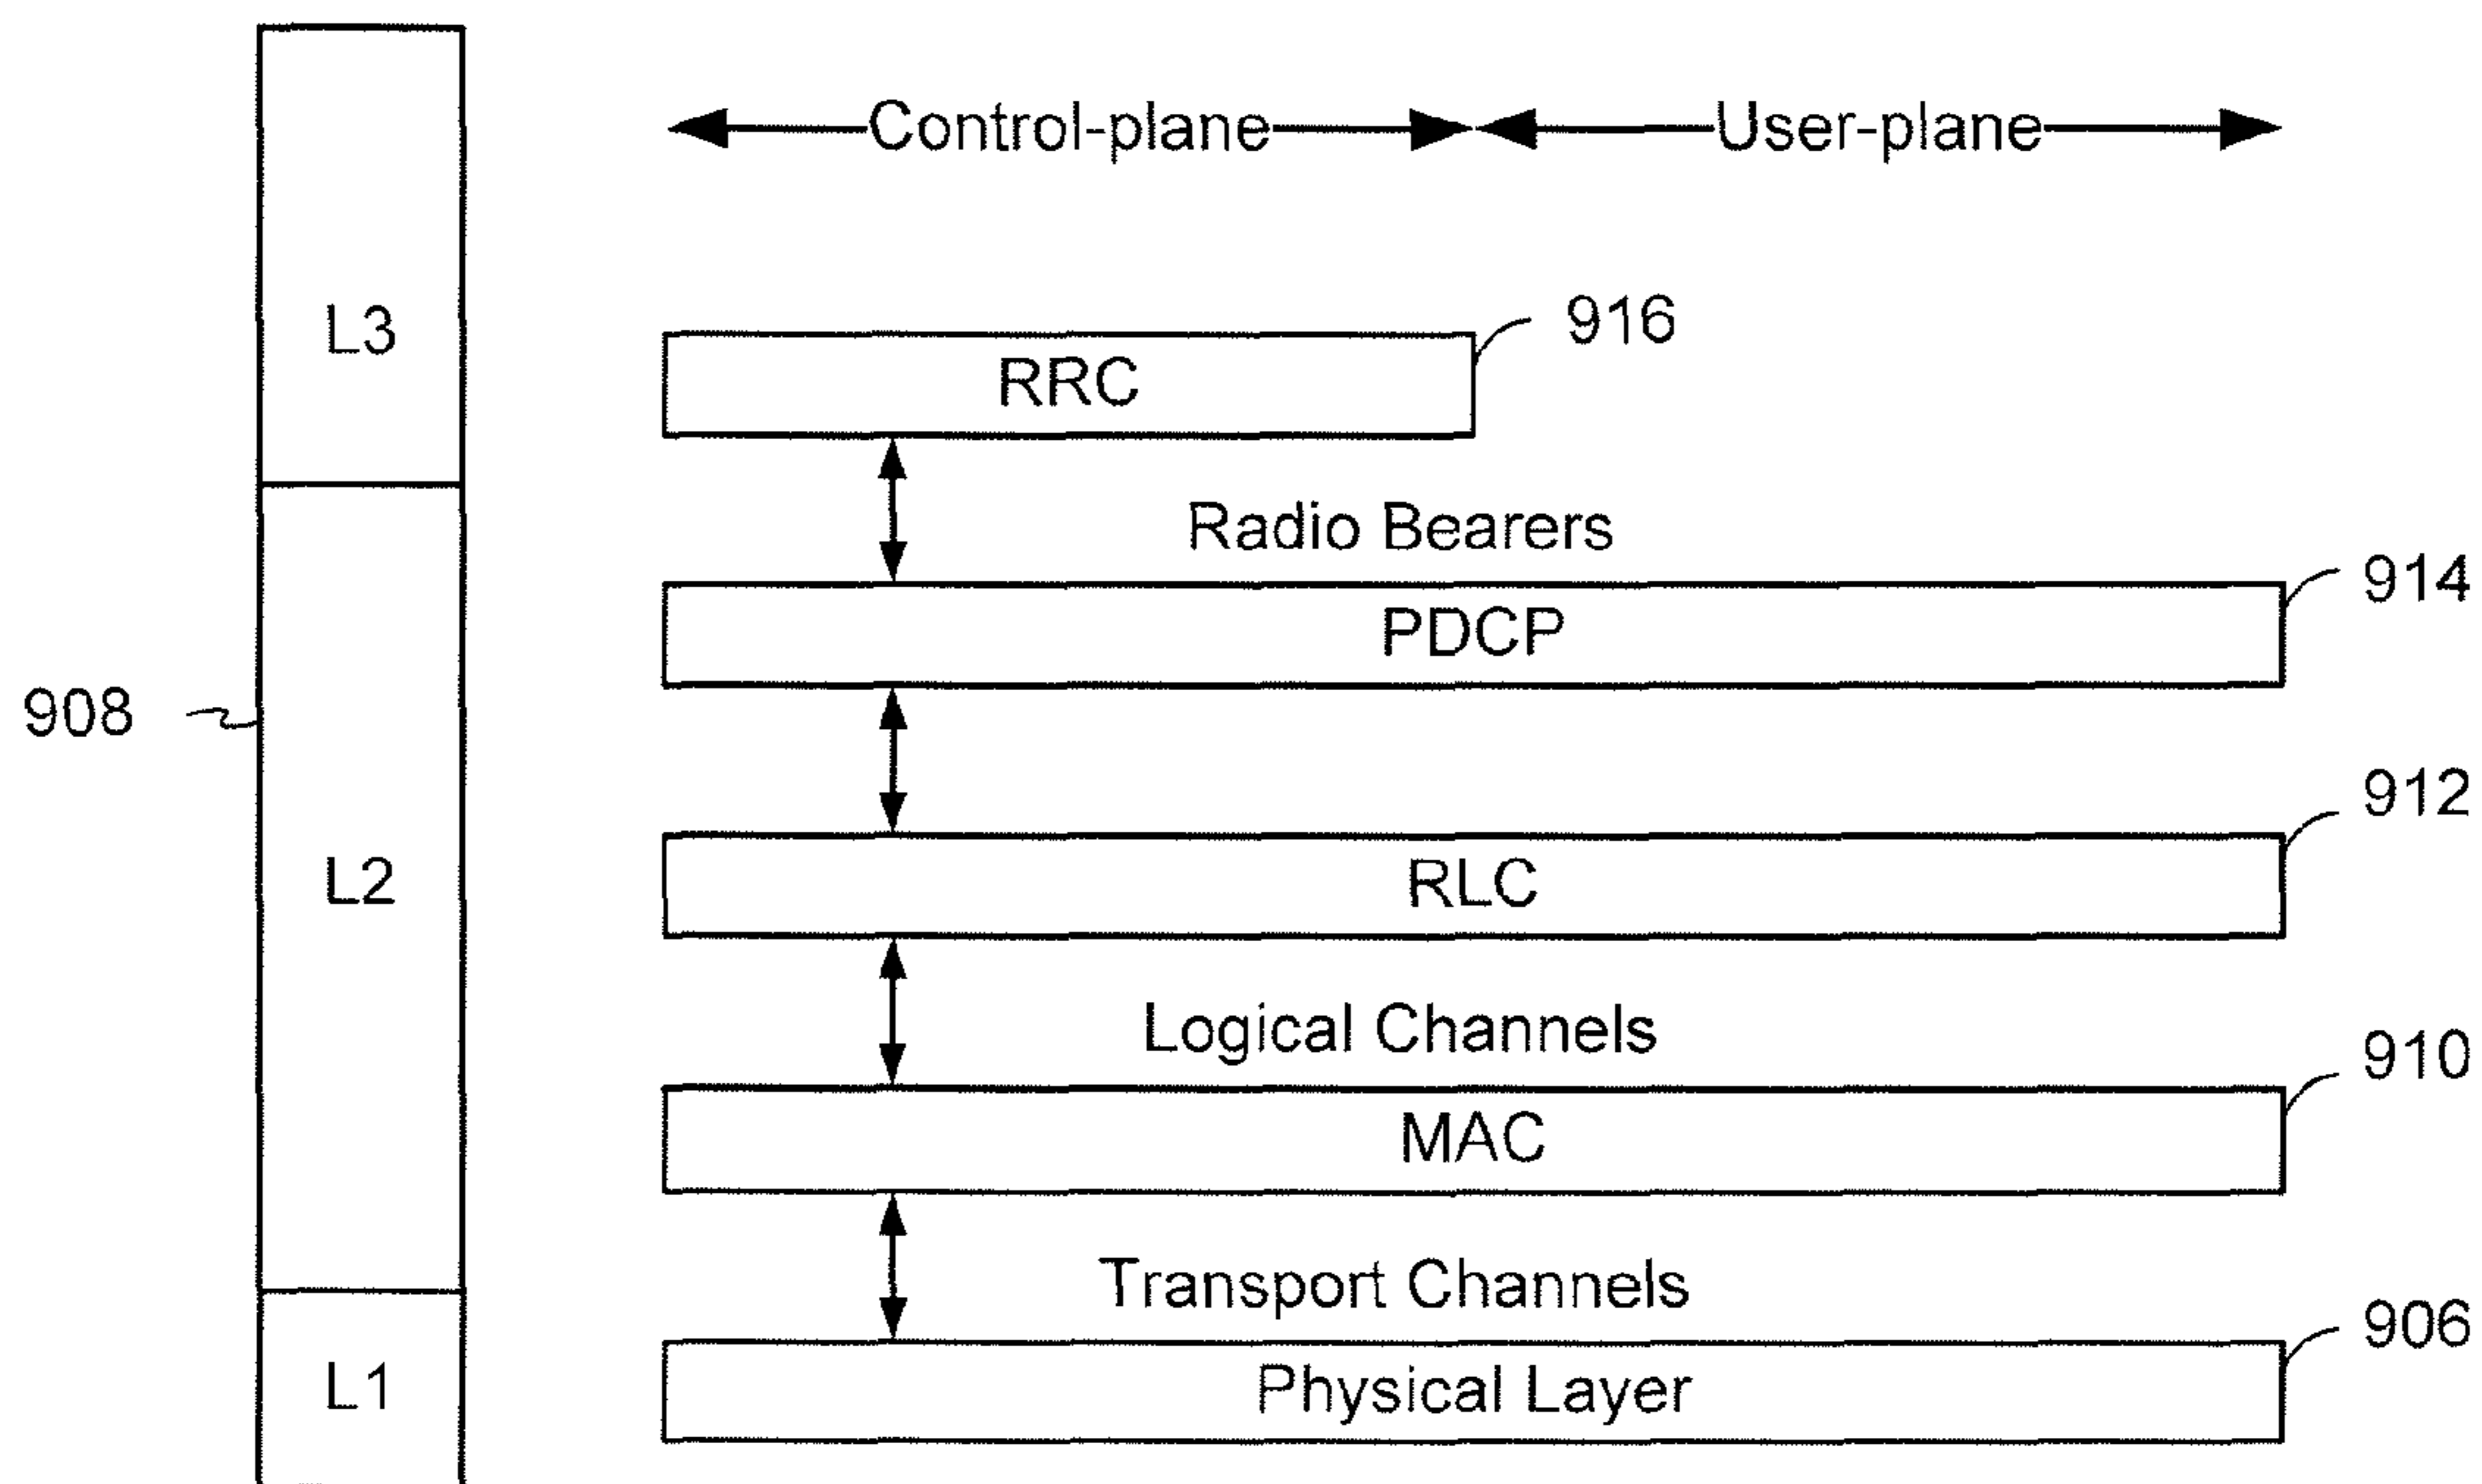 Control-plane User-plane
L3
916
RRC
Radio Bearers
914
PDCP
908
912
L2
RLC
Logical Channels
910
MAC
Transport Channels
906
L1
Physical Layer